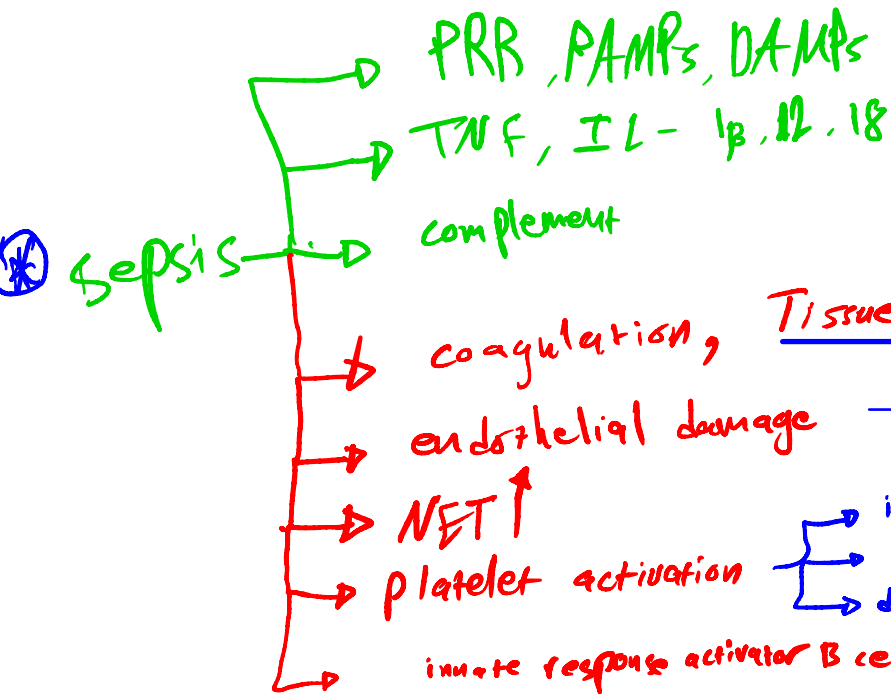 PRR, PAMPs, DAMPs
TNF, IL- 1β, 12, 18
complement
sepsis
coagulation, Tissue
endothelial damage
NET ↑
platelet activation
innate response activator B ce